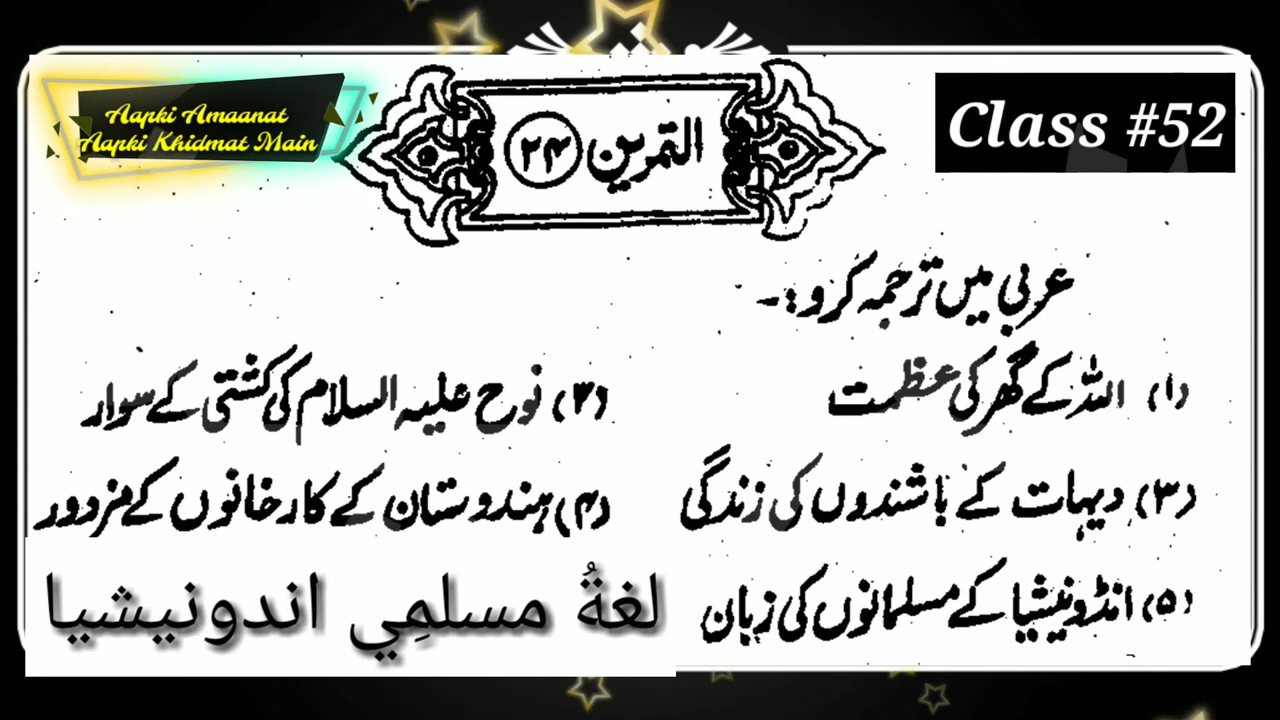 Aapki Amaanat
Aapki Khidmat Main
التمرین ۲۴
Class #52
عربی میں ترجمہ کرو:-
(۱) اللہ کے گھر کی عظمت
(۲) نوح علیہ السلام کی کشتی کے سوار
(۳) دیہات کے باشندوں کی زندگی
(۴) ہندوستان کے کارخانوں کے مزدور
(۵) انڈونیشیا کے مسلمانوں کی زبان
لغةُ مسلمِي اندونيشيا